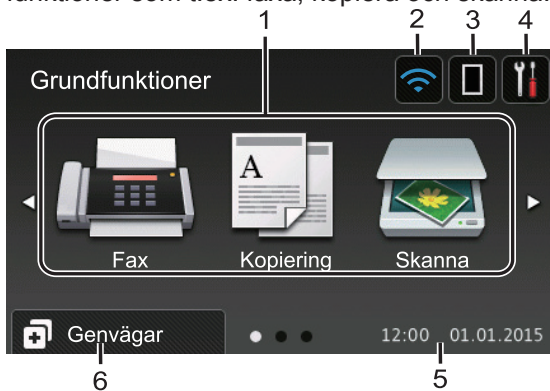 funktioner som t.ex. faxa, kopiera och skanna.
1 2 3 4
Grundfunktioner
A
Fax Kopiering Skanna
Genvägar 12:00 01.01.2015
6 5